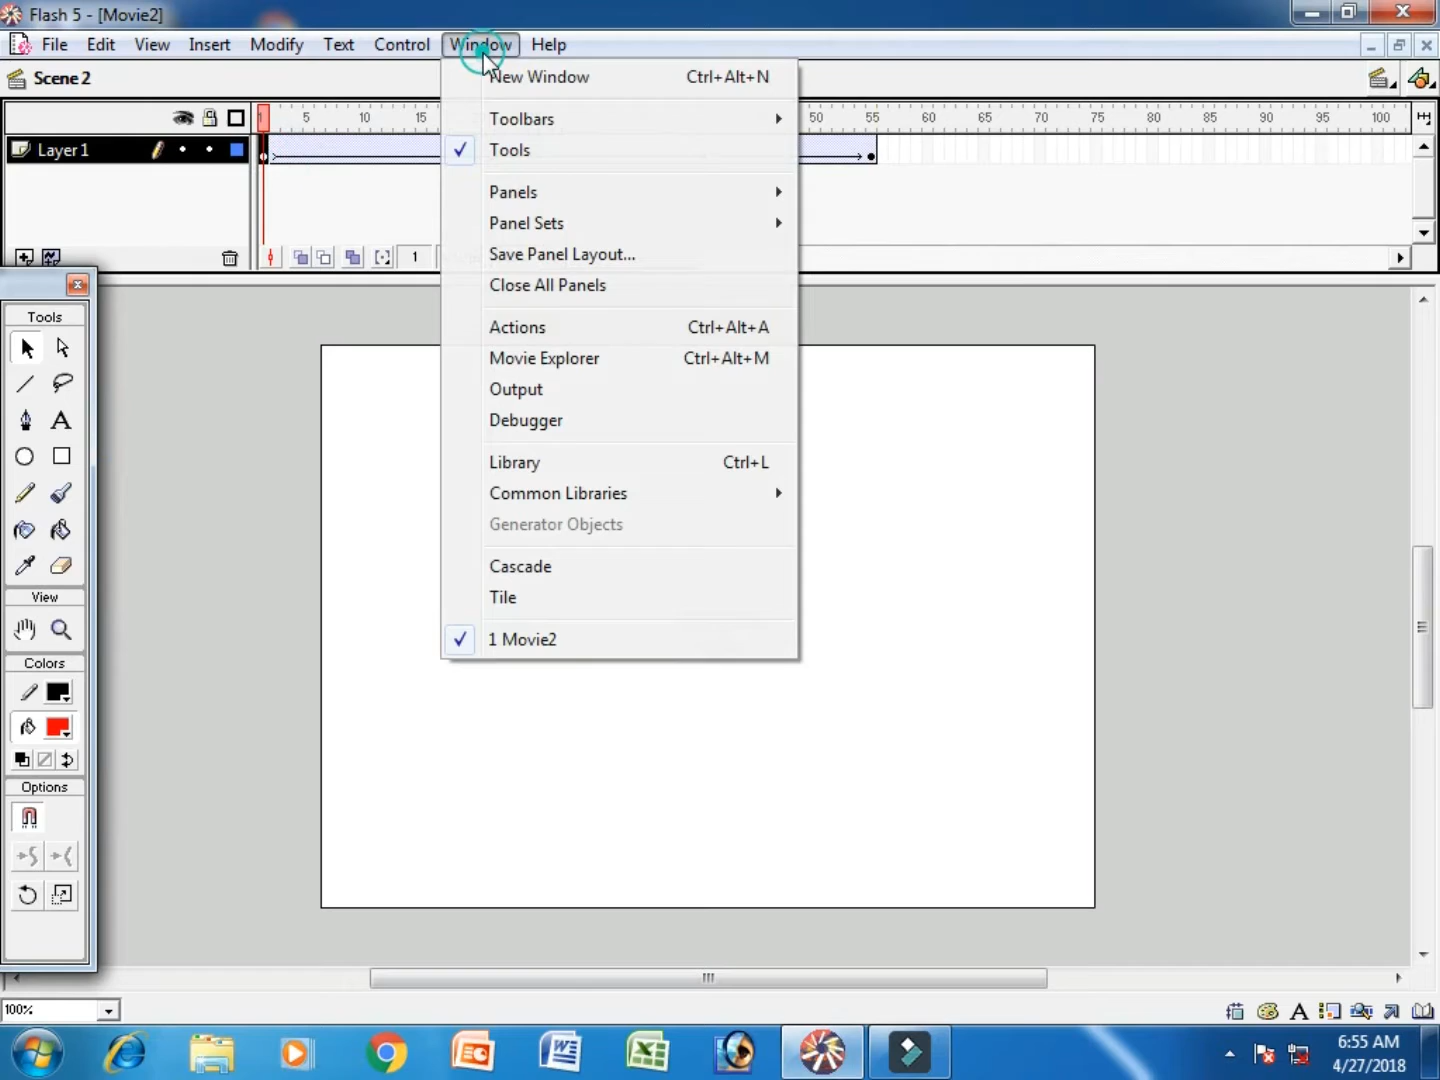 Flash 5 - [Movie2]
File Edit View Insert Modify Text Control Window Help
Scene 2
1 5 10 15 50 55 60 65 70 75 80 85 90 95 100
Layer 1
1
New Window Ctrl+Alt+N
Toolbars
Tools
Panels
Panel Sets
Save Panel Layout...
Close All Panels
Actions Ctrl+Alt+A
Movie Explorer Ctrl+Alt+M
Output
Debugger
Library Ctrl+L
Common Libraries
Generator Objects
Cascade
Tile
1 Movie2
Tools
View
Colors
Options
100%
6:55 AM
4/27/2018